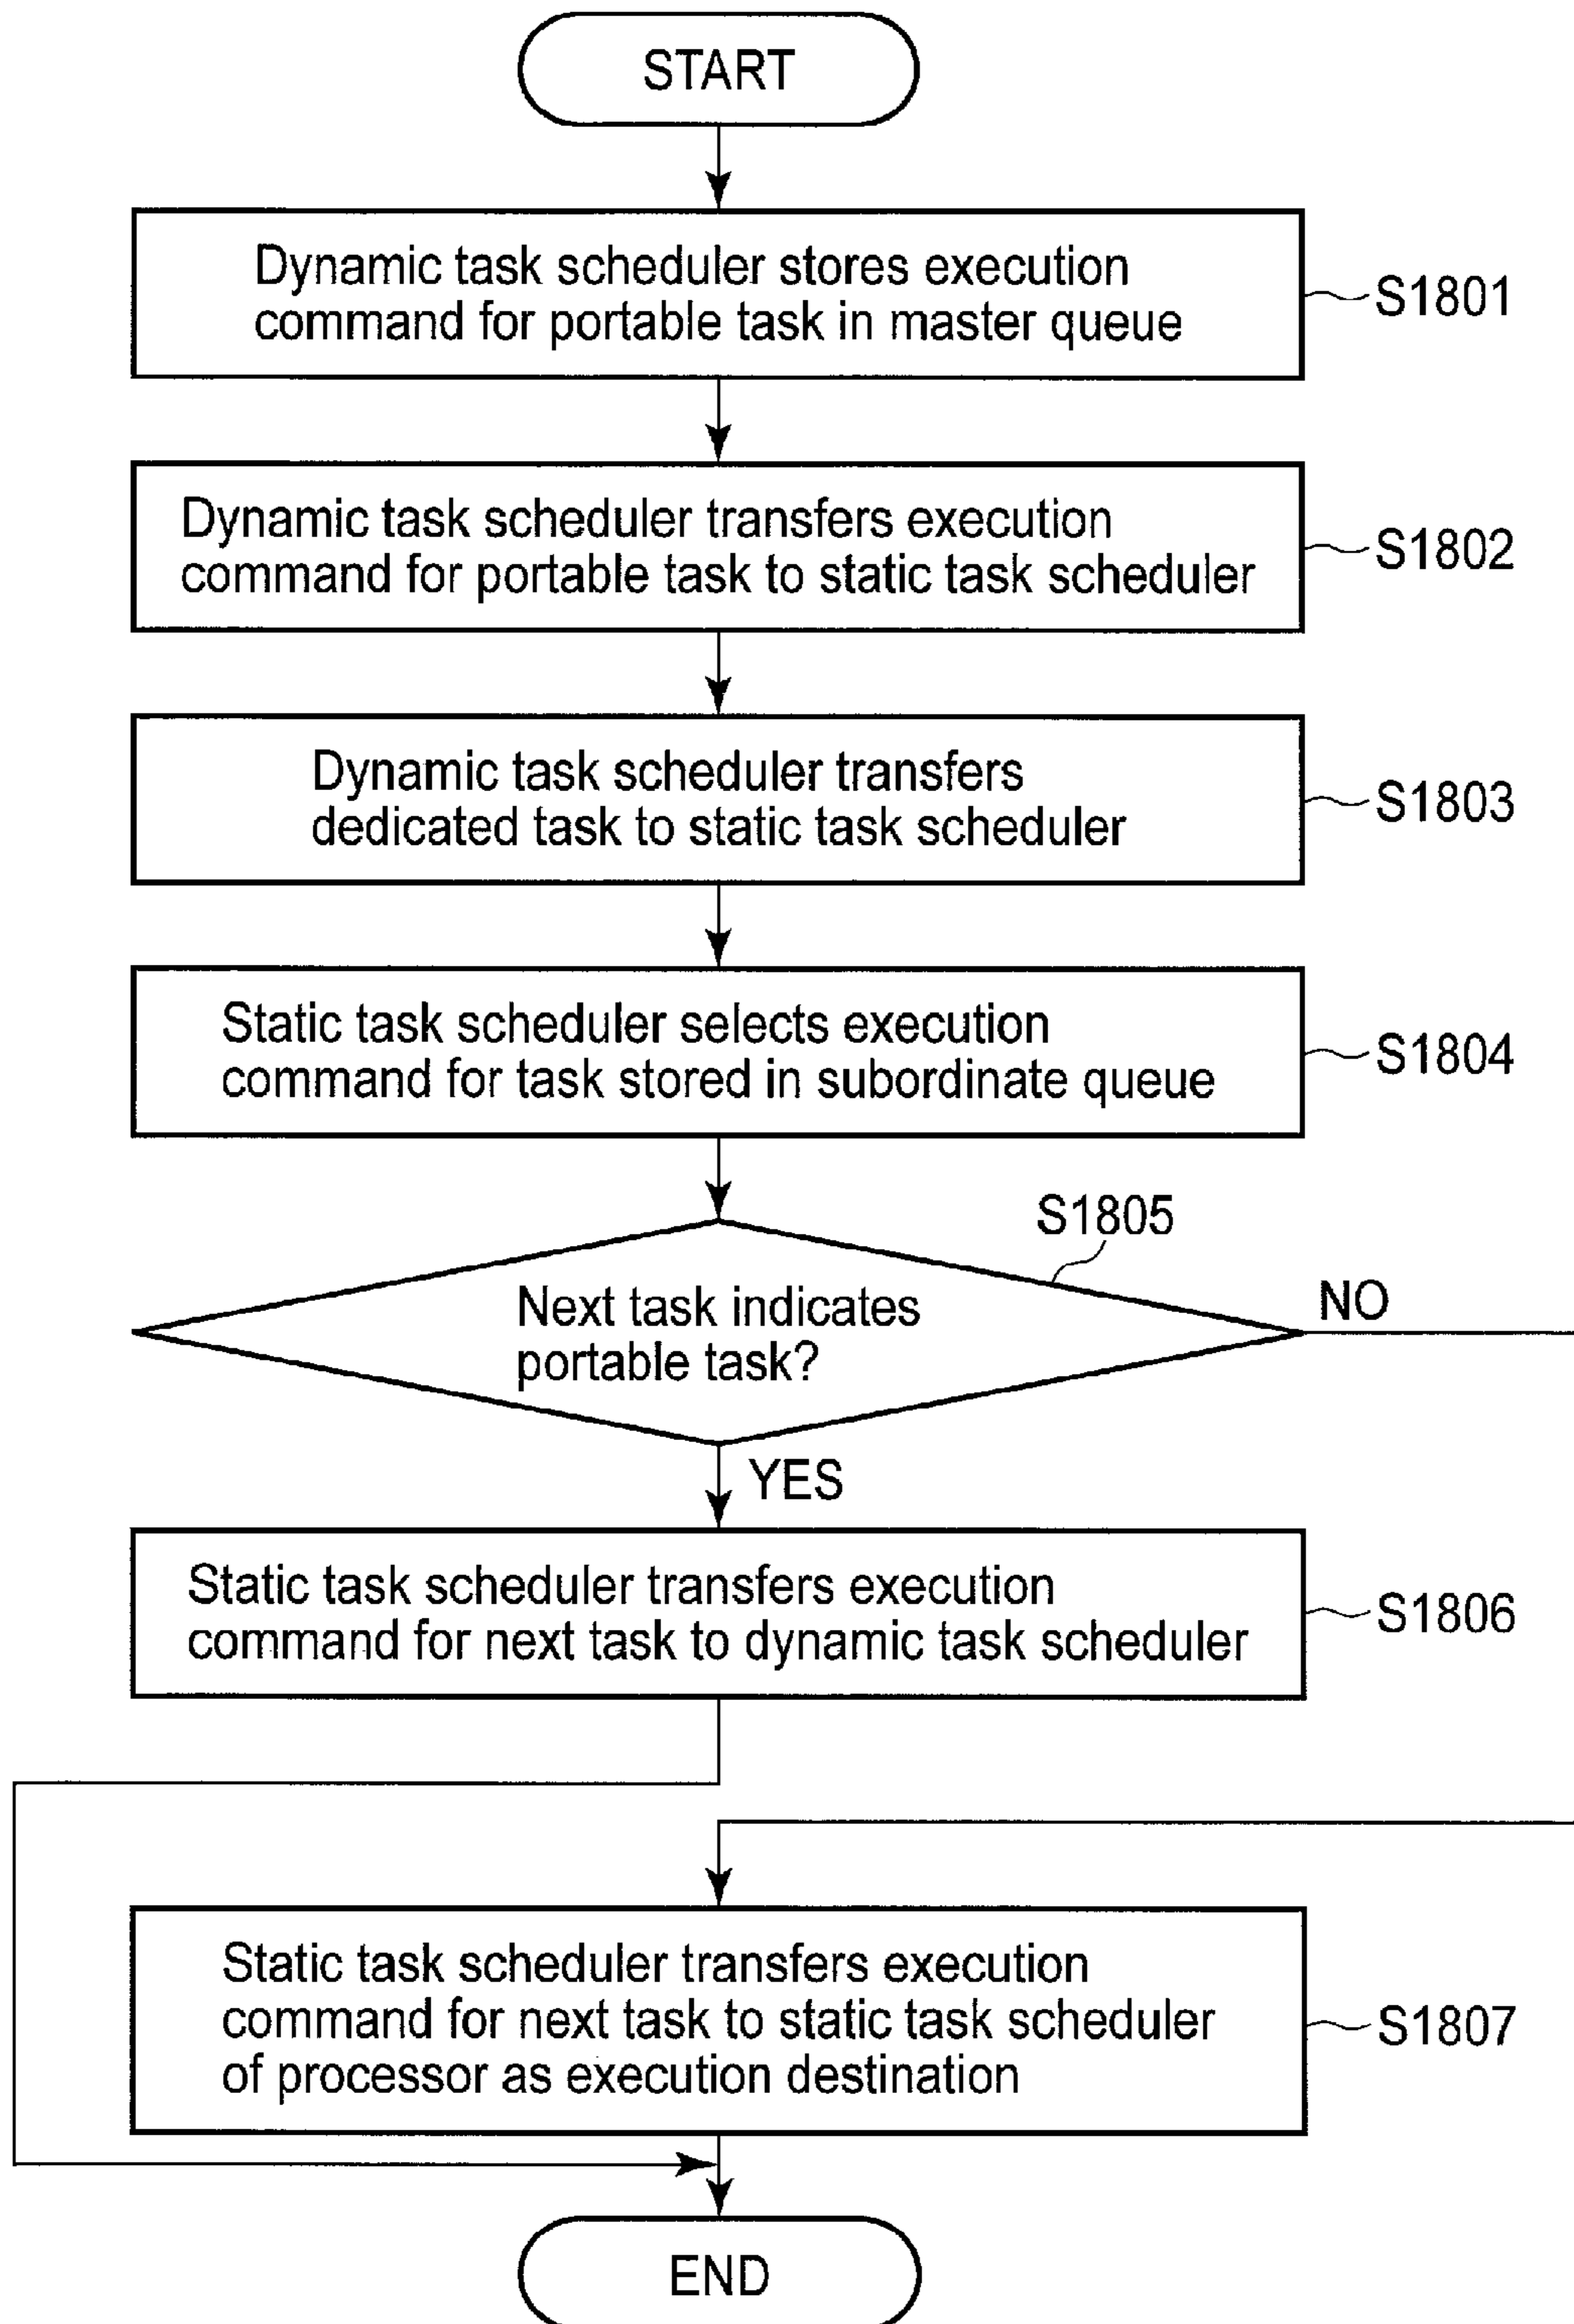 START
Dynamic task scheduler stores execution
command for portable task in master queue
S1801
Dynamic task scheduler transfers execution
command for portable task to static task scheduler
S1802
Dynamic task scheduler transfers
dedicated task to static task scheduler
S1803
Static task scheduler selects execution
command for task stored in subordinate queue
S1804
S1805
Next task indicates
portable task?
NO
YES
Static task scheduler transfers execution
command for next task to dynamic task scheduler
S1806
Static task scheduler transfers execution
command for next task to static task scheduler
of processor as execution destination
S1807
END